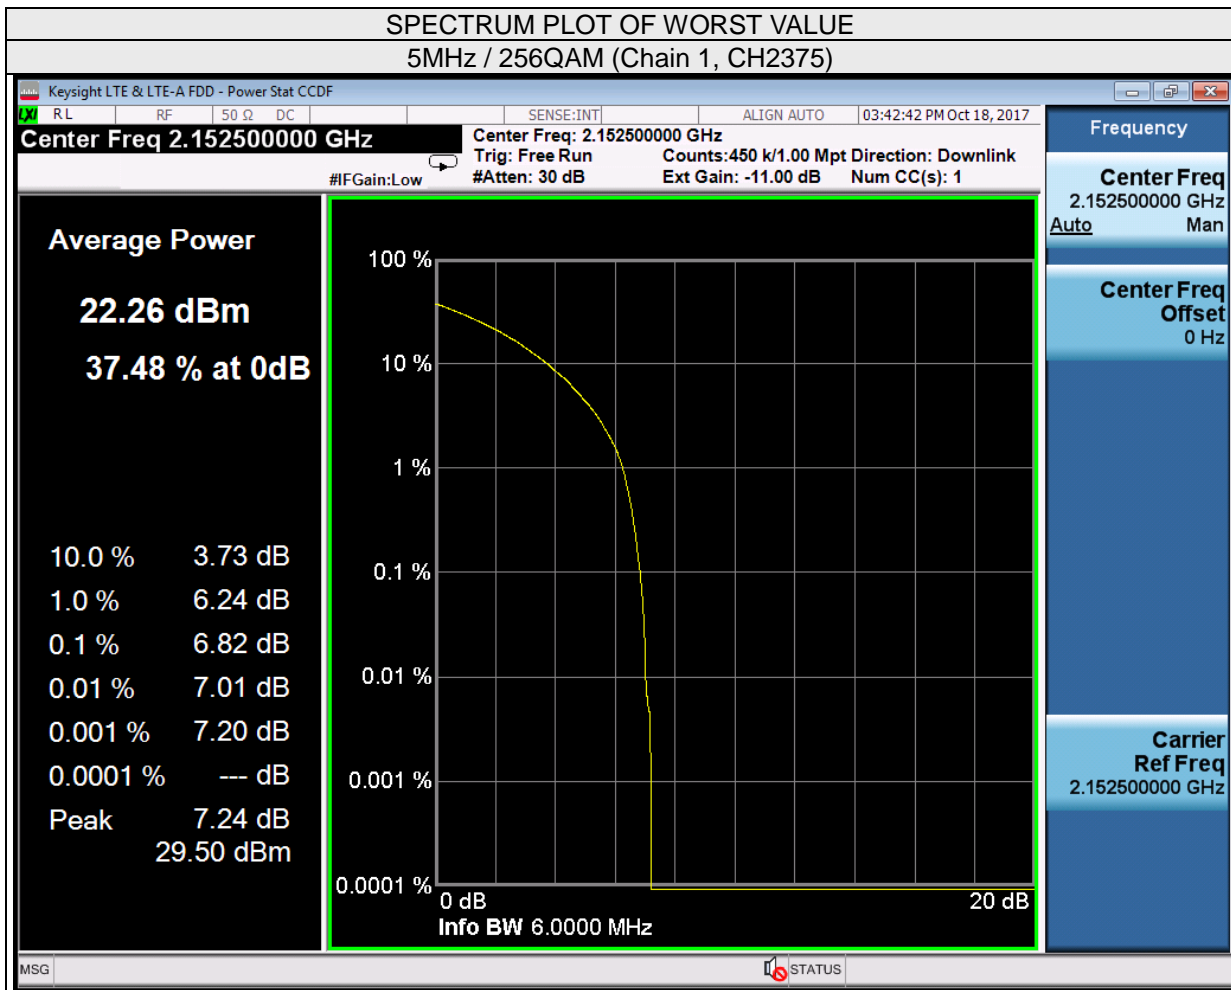 SPECTRUM PLOT OF WORST VALUE
5MHz / 256QAM (Chain 1, CH2375)
Keysight LTE & LTE-A FDD - Power Stat CCDF
LXI RL RF 50 Ω DC SENSE:INT ALIGN AUTO 03:42:42 PM Oct 18, 2017
Center Freq 2.152500000 GHz
#IFGain:Low
Center Freq: 2.152500000 GHz
Trig: Free Run Counts:450 k/1.00 Mpt Direction: Downlink
#Atten: 30 dB Ext Gain: -11.00 dB Num CC(s): 1
Average Power
22.26 dBm
37.48 % at 0dB
10.0 % 3.73 dB
1.0 % 6.24 dB
0.1 % 6.82 dB
0.01 % 7.01 dB
0.001 % 7.20 dB
0.0001 % --- dB
Peak 7.24 dB
29.50 dBm
100 %
10 %
1 %
0.1 %
0.01 %
0.001 %
0.0001 %
0 dB 20 dB
Info BW 6.0000 MHz
Frequency
Center Freq
2.152500000 GHz
Auto Man
Center Freq
Offset
0 Hz
Carrier
Ref Freq
2.152500000 GHz
MSG STATUS